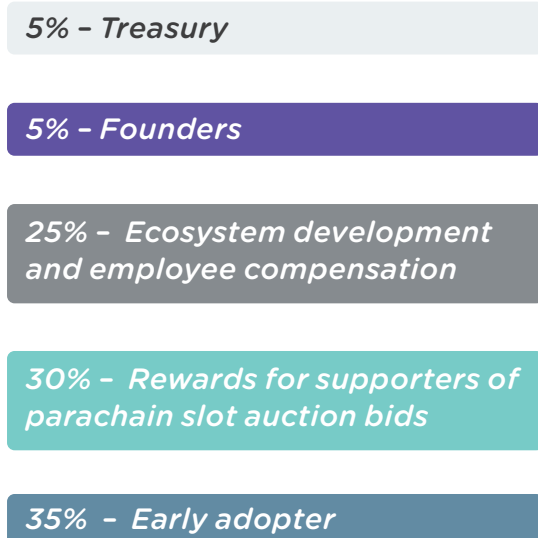 5% – Treasury
5% – Founders
25% – Ecosystem development
and employee compensation
30% – Rewards for supporters of
parachain slot auction bids
35% – Early adopter